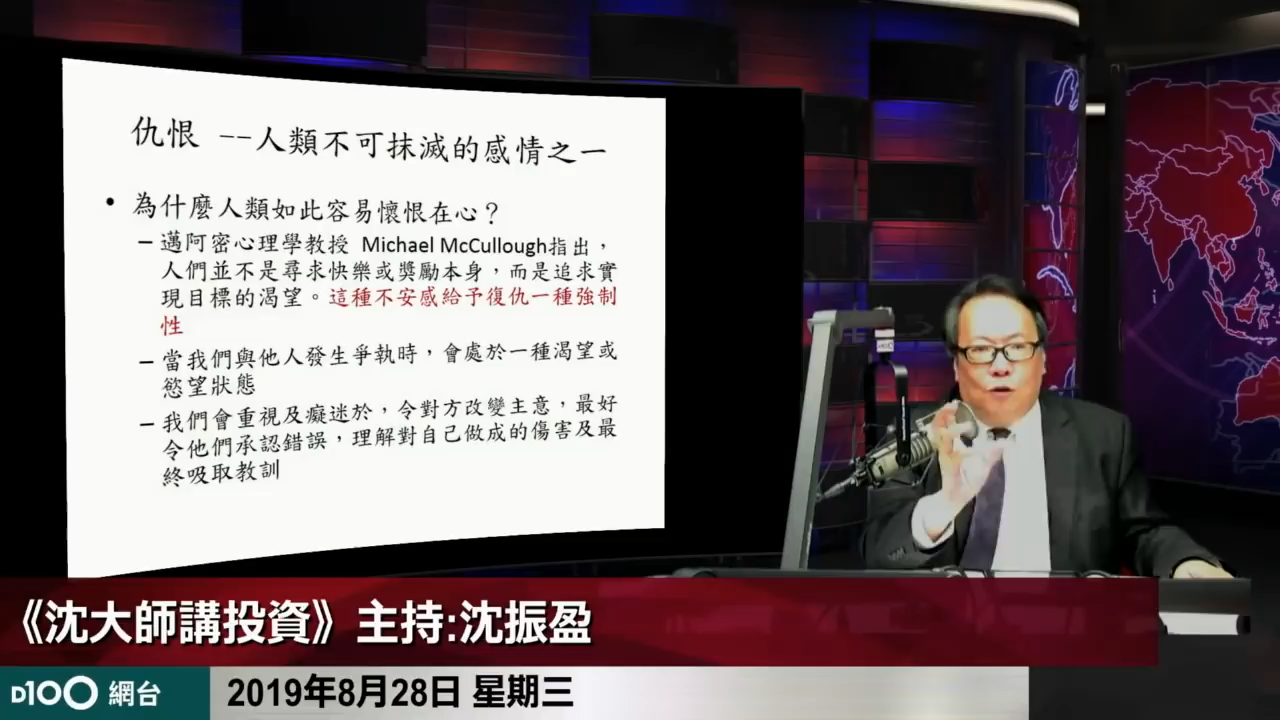 仇恨 --人類不可抹滅的感情之一
• 為什麼人類如此容易懷恨在心？
– 邁阿密心理學教授 Michael McCullough指出，
人們並不是尋求快樂或獎勵本身，而是追求實
現目標的渴望。這種不安感給予復仇一種強制
性
– 當我們與他人發生爭執時，會處於一種渴望或
慾望狀態
– 我們會重視及癡迷於，令對方改變主意，最好
令他們承認錯誤，理解對自己做成的傷害及最
終吸取教訓
《沈大師講投資》主持:沈振盈
D100 網台
2019年8月28日 星期三